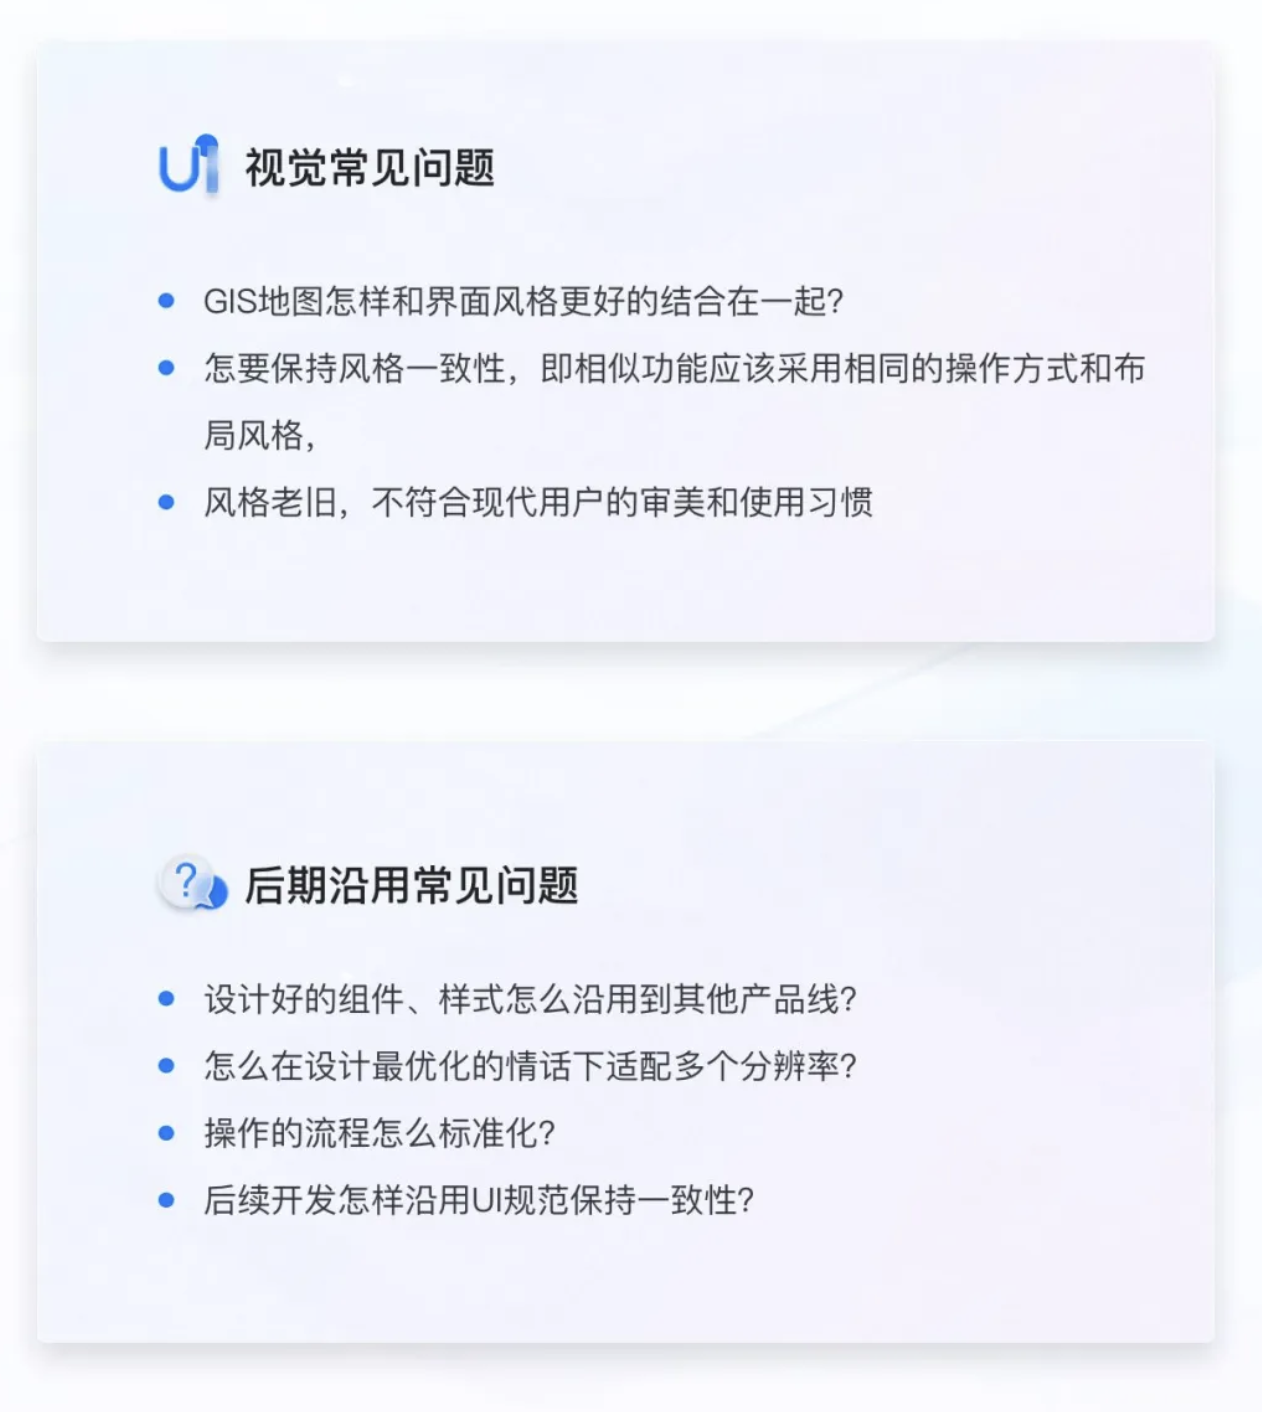 UI 视觉常见问题
GIS地图怎样和界面风格更好的结合在一起?
怎要保持风格一致性，即相似功能应该采用相同的操作方式和布
局风格，
风格老旧，不符合现代用户的审美和使用习惯
? 后期沿用常见问题
设计好的组件、样式怎么沿用到其他产品线?
怎么在设计最优化的情话下适配多个分辨率?
操作的流程怎么标准化?
后续开发怎样沿用UI规范保持一致性?